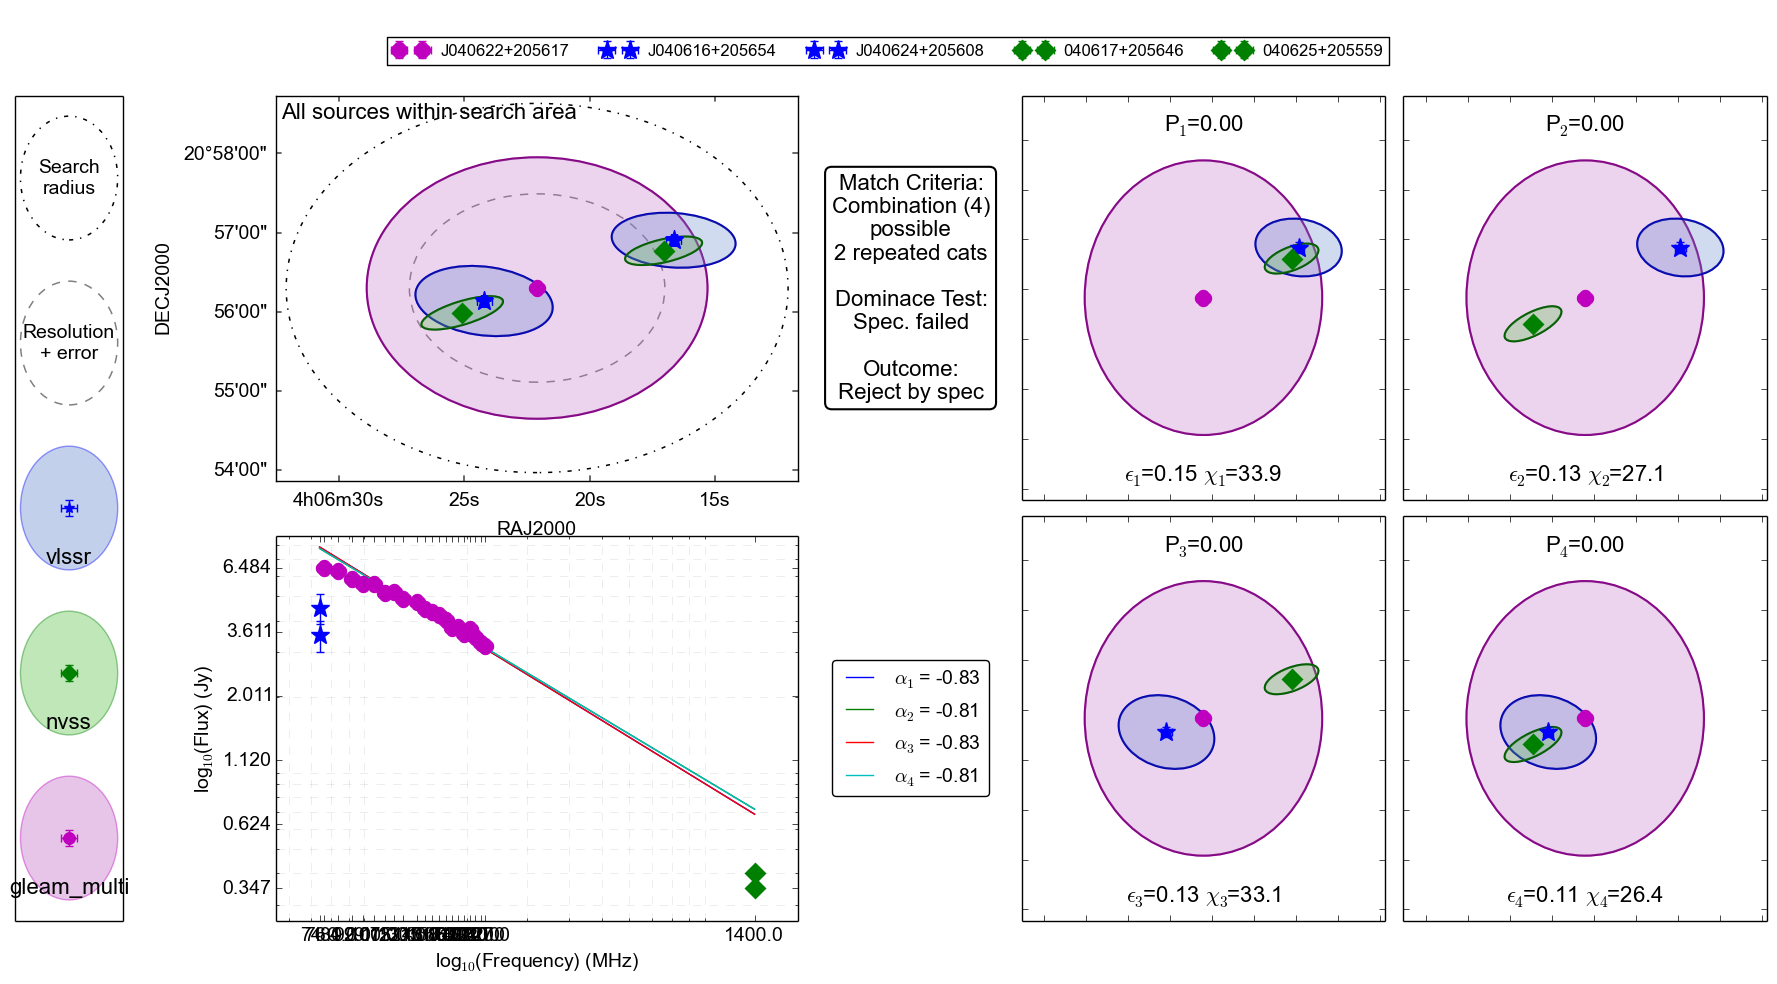 J040622+205617
J040616+205654
J040624+205608
040617+205646
040625+205559
Search
radius
Resolution
+ error
vlssr
nvss
gleam_multi
All sources within search area
DECJ2000
20°58'00"
57'00"
56'00"
55'00"
54'00"
4h06m30s
25s
20s
15s
RAJ2000
Match Criteria:
Combination (4)
possible
2 repeated cats
Dominace Test:
Spec. failed
Outcome:
Reject by spec
log10(Flux) (Jy)
6.484
3.611
2.011
1.120
0.624
0.347
1400.0
log10(Frequency) (MHz)
α1 = -0.83
α2 = -0.81
α3 = -0.83
α4 = -0.81
P1=0.00
ϵ1=0.15 χ1=33.9
P2=0.00
ϵ2=0.13 χ2=27.1
P3=0.00
ϵ3=0.13 χ3=33.1
P4=0.00
ϵ4=0.11 χ4=26.4